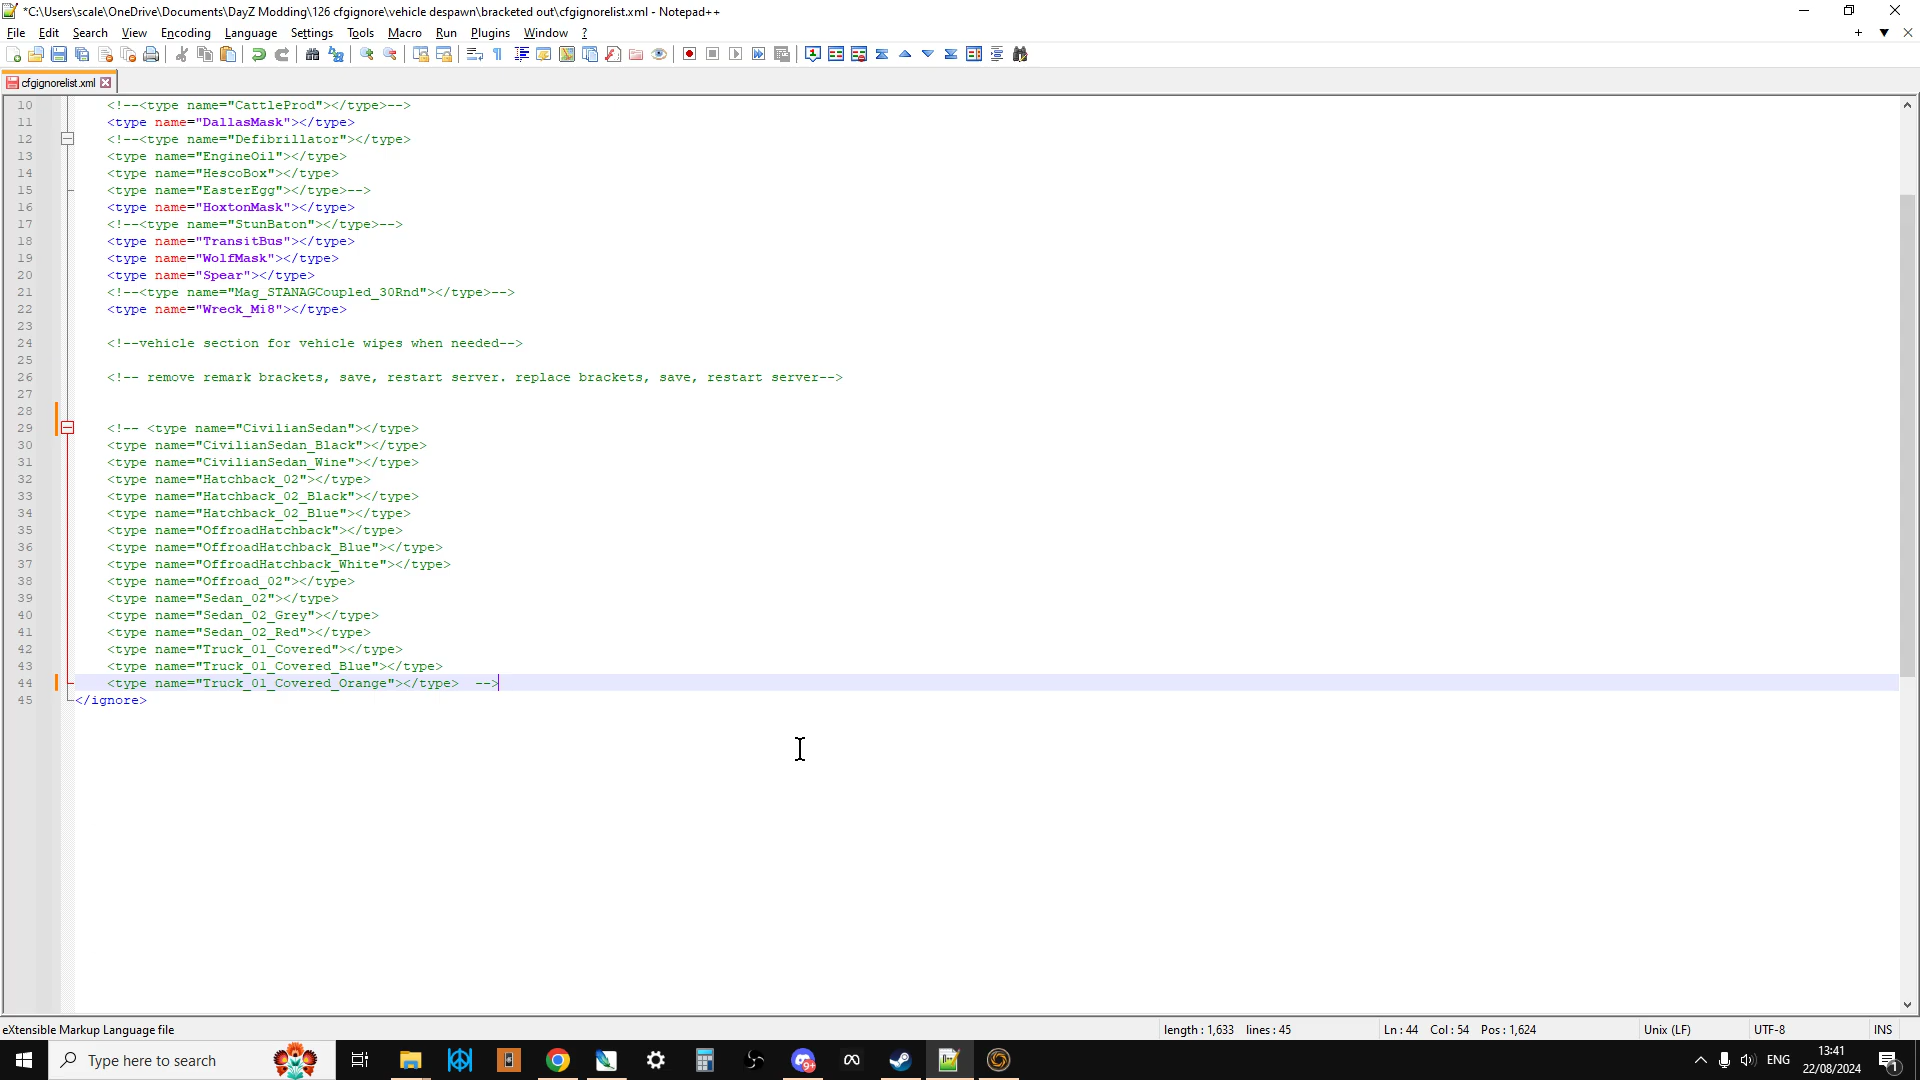 *C:\Users\scale\OneDrive\Documents\DayZ Modding\126 cfgignore\vehicle despawn\bracketed out\cfgignorelist.xml - Notepad++
File Edit Search View Encoding Language Settings Tools Macro Run Plugins Window ?
cfgignorelist.xml
10 <!--<type name="CattleProd"></type>-->
11 <type name="DallasMask"></type>
12 <!--<type name="Defibrillator"></type>
13 <type name="EngineOil"></type>
14 <type name="HescoBox"></type>
15 <type name="EasterEgg"></type>-->
16 <type name="HoxtonMask"></type>
17 <!--<type name="StunBaton"></type>-->
18 <type name="TransitBus"></type>
19 <type name="WolfMask"></type>
20 <type name="Spear"></type>
21 <!--<type name="Mag_STANAGCoupled_30Rnd"></type>-->
22 <type name="Wreck_Mi8"></type>
23
24 <!--vehicle section for vehicle wipes when needed-->
25
26 <!-- remove remark brackets, save, restart server. replace brackets, save, restart server-->
27
28
29 <!-- <type name="CivilianSedan"></type>
30 <type name="CivilianSedan_Black"></type>
31 <type name="CivilianSedan_Wine"></type>
32 <type name="Hatchback_02"></type>
33 <type name="Hatchback_02_Black"></type>
34 <type name="Hatchback_02_Blue"></type>
35 <type name="OffroadHatchback"></type>
36 <type name="OffroadHatchback_Blue"></type>
37 <type name="OffroadHatchback_White"></type>
38 <type name="Offroad_02"></type>
39 <type name="Sedan_02"></type>
40 <type name="Sedan_02_Grey"></type>
41 <type name="Sedan_02_Red"></type>
42 <type name="Truck_01_Covered"></type>
43 <type name="Truck_01_Covered_Blue"></type>
44 <type name="Truck_01_Covered_Orange"></type>  -->
45 </ignore>
eXtensible Markup Language file length : 1,633 lines : 45 Ln : 44 Col : 54 Pos : 1,624 Unix (LF) UTF-8 INS
Type here to search 9+ ENG 13:41
22/08/2024 1